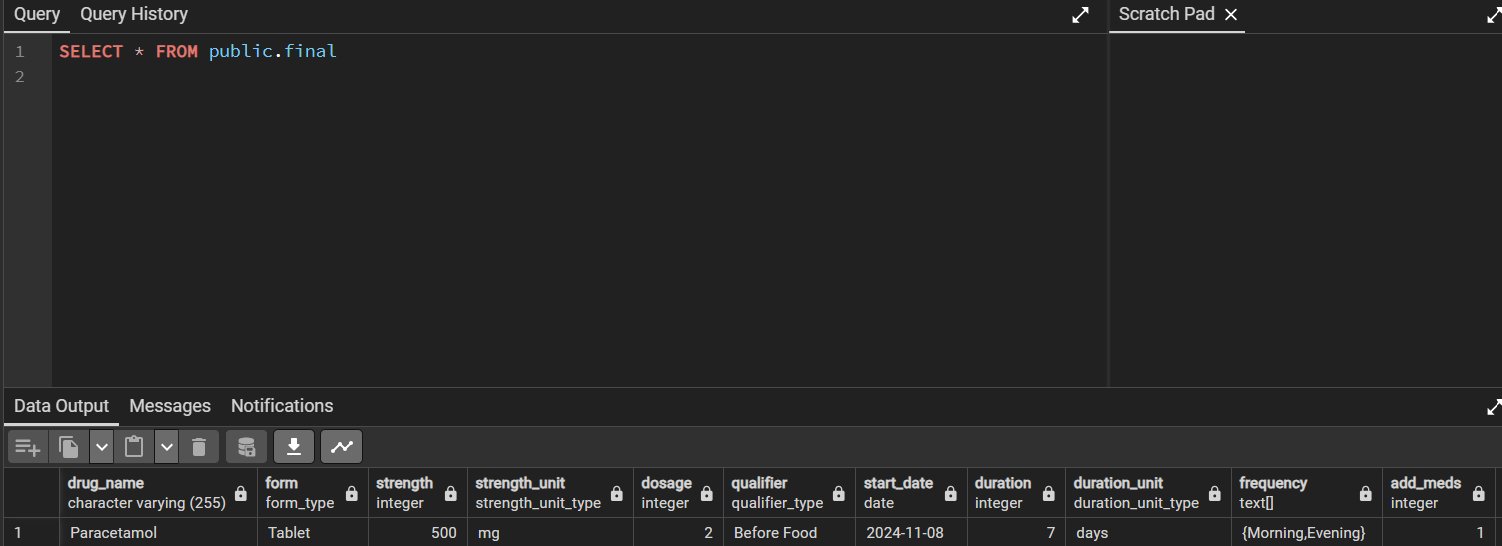 Query Query History Scratch Pad
1 SELECT * FROM public.final
2
Data Output Messages Notifications
drug_name form strength strength_unit dosage qualifier start_date duration duration_unit frequency add_meds
character varying (255) form_type integer strength_unit_type integer qualifier_type date integer duration_unit_type text[] integer
1 Paracetamol Tablet 500 mg 2 Before Food 2024-11-08 7 days {Morning,Evening} 1